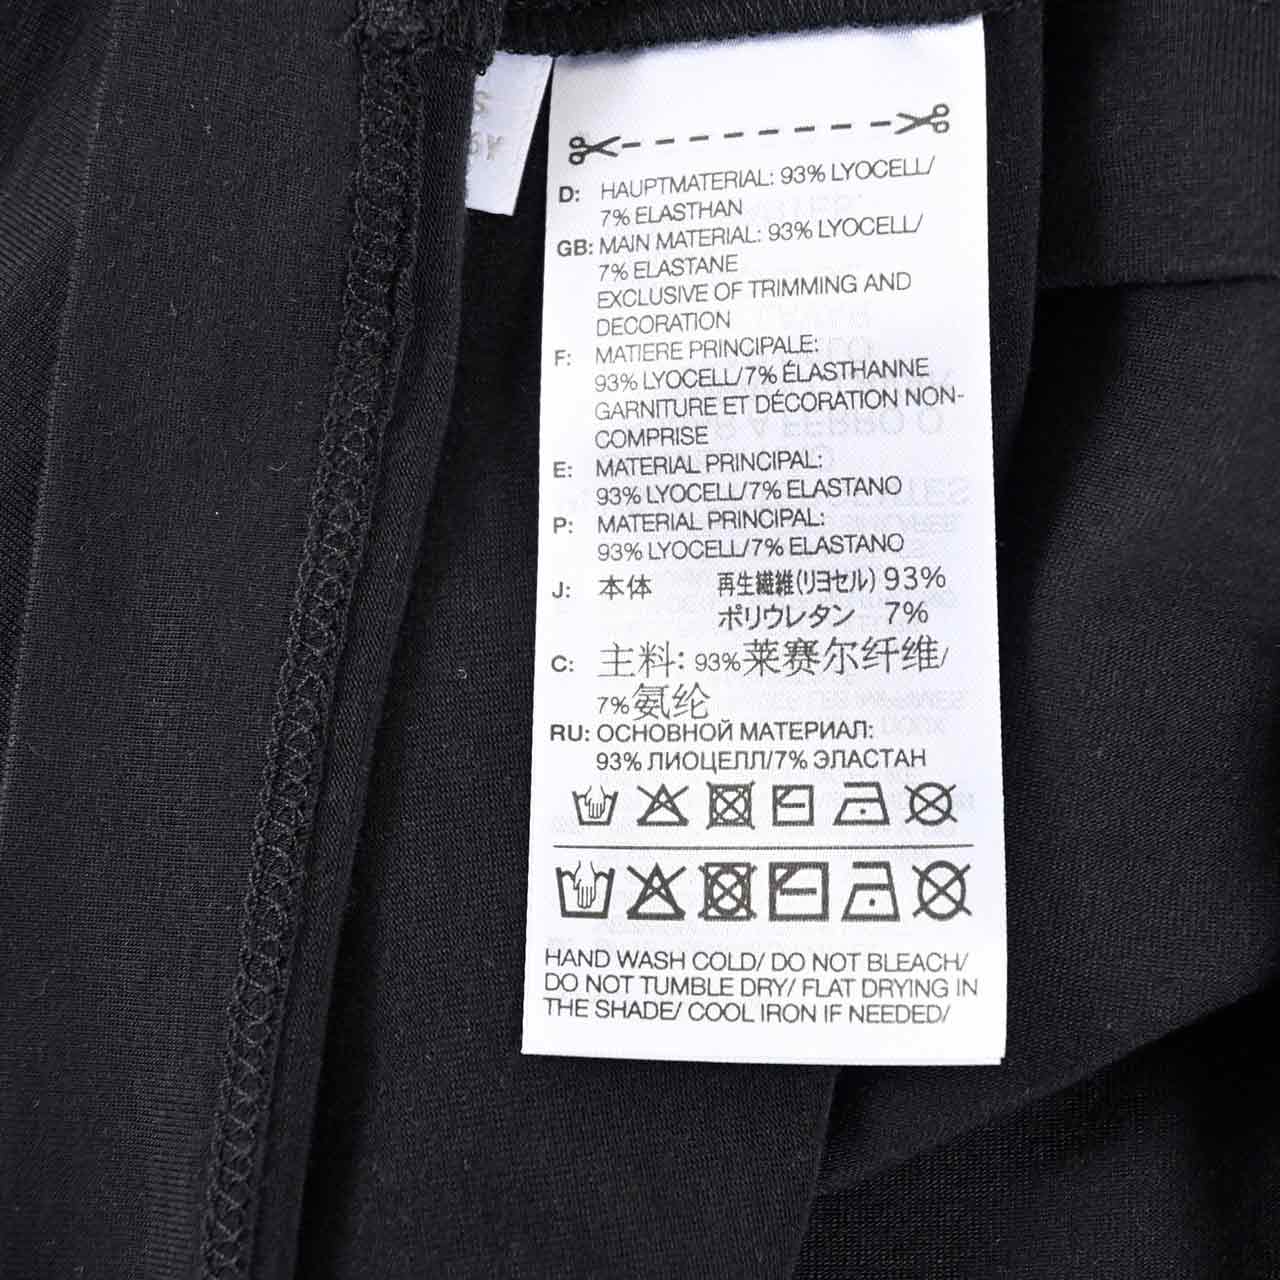 D: HAUPTMATERIAL: 93% LYOCELL/
7% ELASTHAN
GB: MAIN MATERIAL: 93% LYOCELL/
7% ELASTANE
EXCLUSIVE OF TRIMMING AND
DECORATION
F: MATIERE PRINCIPALE:
93% LYOCELL/7% ÉLASTHANNE
GARNITURE ET DÉCORATION NON-
COMPRISE
E: MATERIAL PRINCIPAL:
93% LYOCELL/7% ELASTANO
P: MATERIAL PRINCIPAL:
93% LYOCELL/7% ELASTANO
J: 本体 再生繊維(リヨセル) 93%
ポリウレタン 7%
C: 主料: 93%莱赛尔纤维/
7%氨纶
RU: ОСНОВНОЙ МАТЕРИАЛ:
93% ЛИОЦЕЛЛ/7% ЭЛАСТАН
HAND WASH COLD/ DO NOT BLEACH/
DO NOT TUMBLE DRY/ FLAT DRYING IN
THE SHADE/ COOL IRON IF NEEDED/